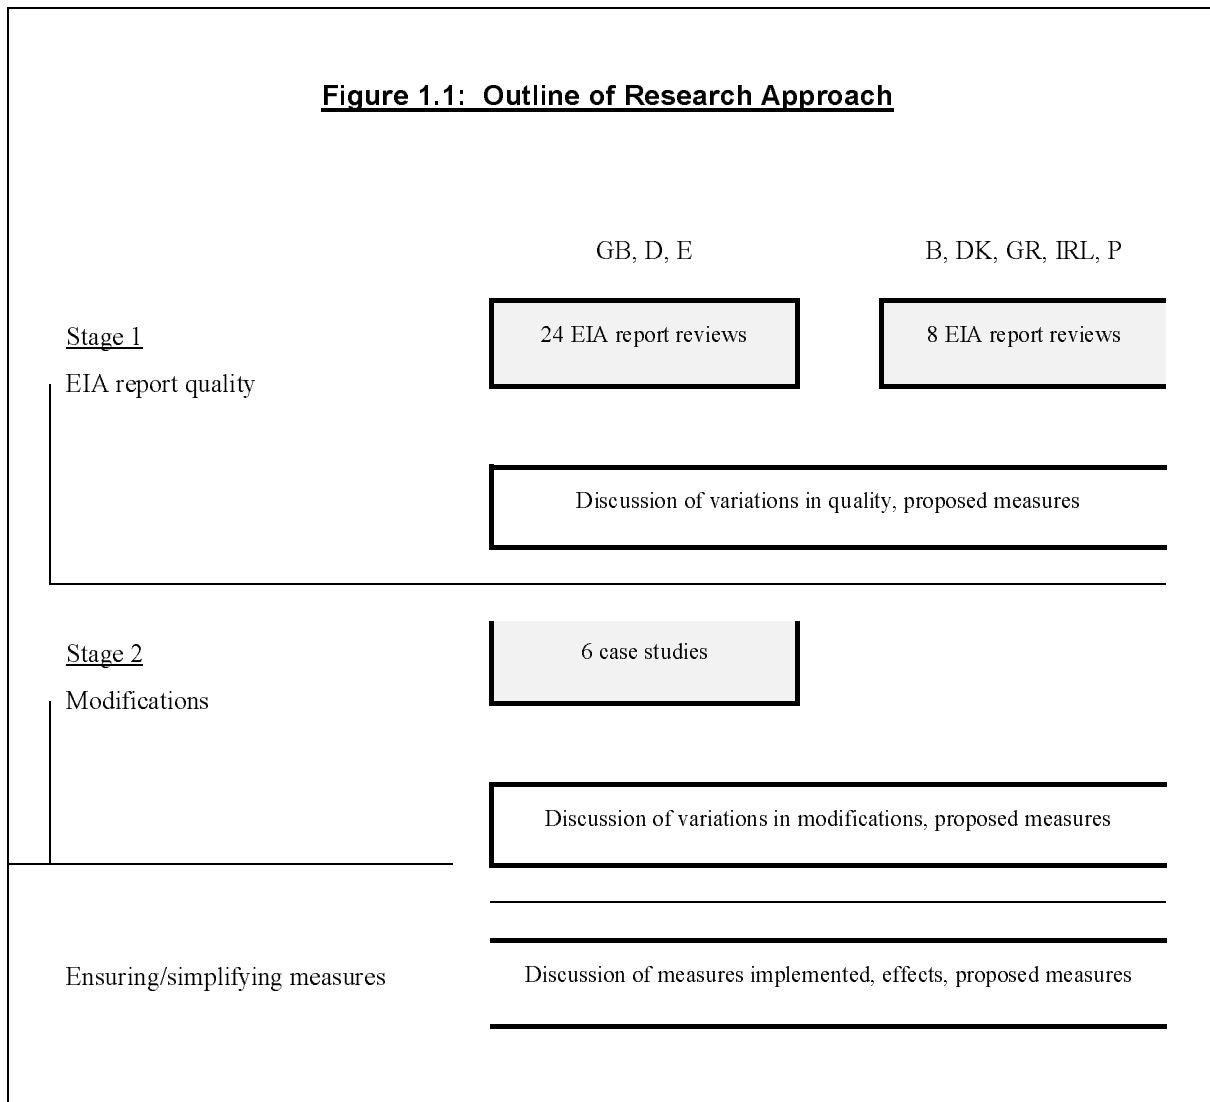 Figure 1.1: Outline of Research Approach
GB, D, E
B, DK, GR, IRL, P
Stage 1
24 EIA report reviews
8 EIA report reviews
EIA report quality
Discussion of variations in quality, proposed measures
Stage 2
6 case studies
Modifications
Discussion of variations in modifications, proposed measures
Ensuring/simplifying measures
Discussion of measures implemented, effects, proposed measures